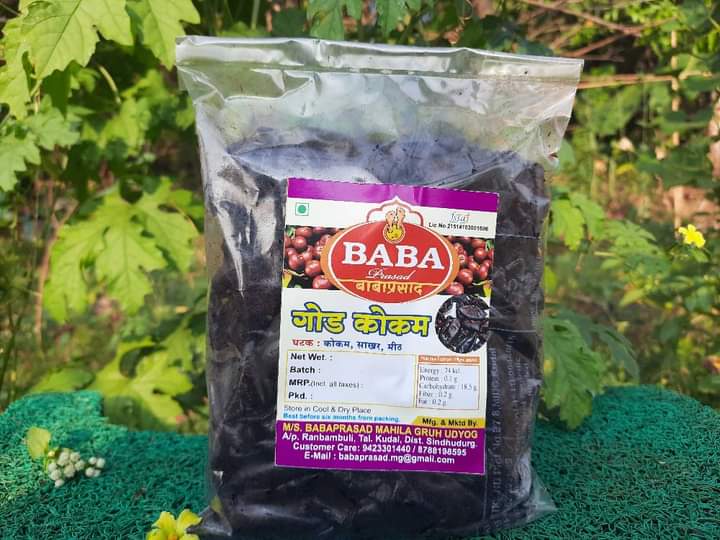 fssai
Lic No.21514193001506
BABA
Prasad
बाबाप्रसाद
गोड कोकम
घटक : कोकम, साखर, मीठ
Net Wet. :
Batch :
MRP.(incl. all taxes) :
Pkd. :
Energy : 74 kcl
Protein : 0.1 g
Carbohydrate : 18.5 g
Fiber : 0.2 g
Fat : 0.2 g
Store in Cool & Dry Place
Best before six months from packing.
Mfg. & Mktd By.
M/S. BABAPRASAD MAHILA GRUH UDYOG
A/p. Ranbambuli, Tal. Kudal, Dist. Sindhudurg.
Customer Care: 9423301440 / 8788198595
E-Mail : babaprasad.mg@gmail.com